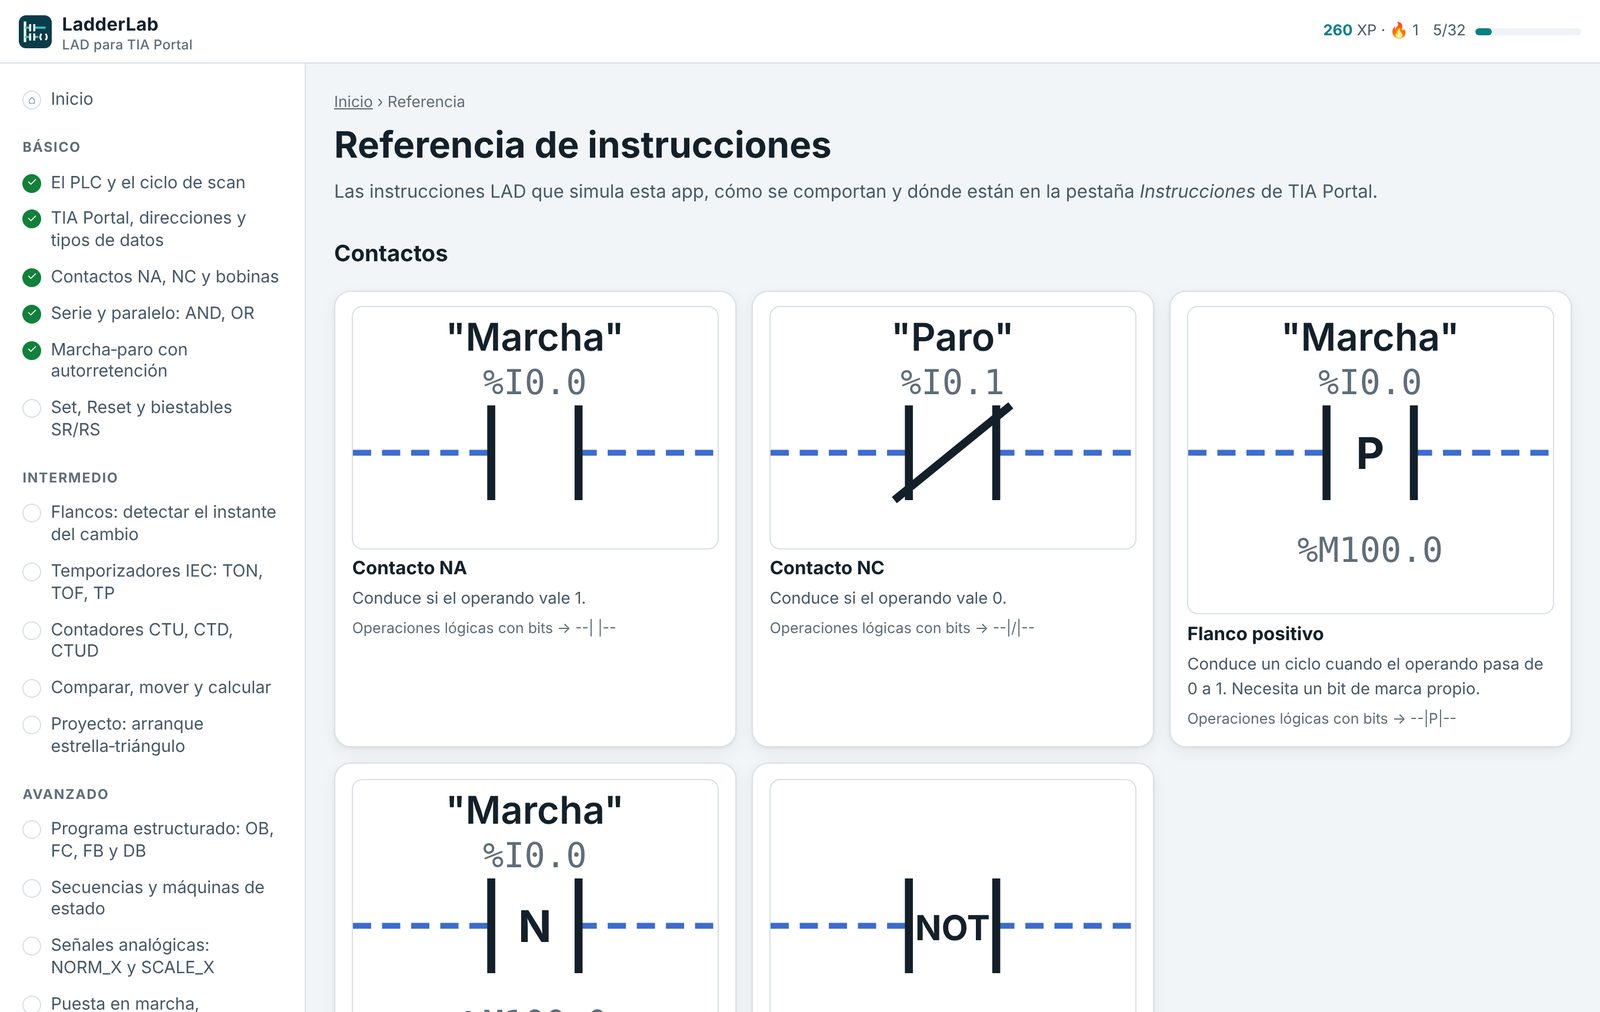 LadderLab
LAD para TIA Portal
260 XP · 🔥 1 5/32
Inicio
BÁSICO
El PLC y el ciclo de scan
TIA Portal, direcciones y
tipos de datos
Contactos NA, NC y bobinas
Serie y paralelo: AND, OR
Marcha-paro con
autorretención
Set, Reset y biestables
SR/RS
INTERMEDIO
Flancos: detectar el instante
del cambio
Temporizadores IEC: TON,
TOF, TP
Contadores CTU, CTD,
CTUD
Comparar, mover y calcular
Proyecto: arranque
estrella-triángulo
AVANZADO
Programa estructurado: OB,
FC, FB y DB
Secuencias y máquinas de
estado
Señales analógicas:
NORM_X y SCALE_X
Puesta en marcha,
Inicio › Referencia
Referencia de instrucciones
Las instrucciones LAD que simula esta app, cómo se comportan y dónde están en la pestaña Instrucciones de TIA Portal.
Contactos
"Marcha"
%I0.0
Contacto NA
Conduce si el operando vale 1.
Operaciones lógicas con bits → --| |--
"Paro"
%I0.1
Contacto NC
Conduce si el operando vale 0.
Operaciones lógicas con bits → --|/|--
"Marcha"
%I0.0
P
%M100.0
Flanco positivo
Conduce un ciclo cuando el operando pasa de
0 a 1. Necesita un bit de marca propio.
Operaciones lógicas con bits → --|P|--
"Marcha"
%I0.0
N
NOT